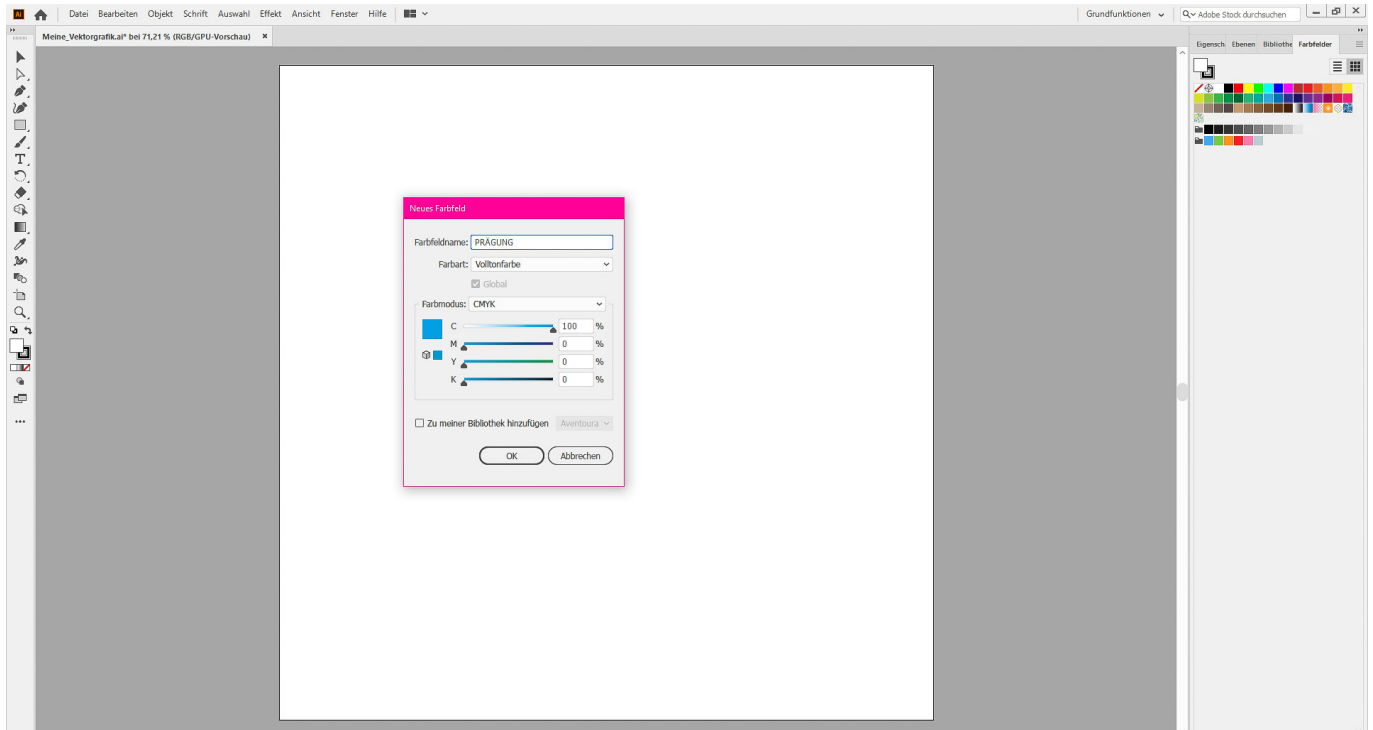 Ai Datei Bearbeiten Objekt Schrift Auswahl Effekt Ansicht Fenster Hilfe Grundfunktionen Adobe Stock durchsuchen
Meine_Vektorgrafik.ai* bei 71,21 % (RGB/GPU-Vorschau) ×
Eigensch Ebenen Bibliothe Farbfelder
Neues Farbfeld
Farbfeldname: PRÄGUNG
Farbart: Volltonfarbe
Global
Farbmodus: CMYK
C 100 %
M 0 %
Y 0 %
K 0 %
Zu meiner Bibliothek hinzufügen Aventoura
OK Abbrechen